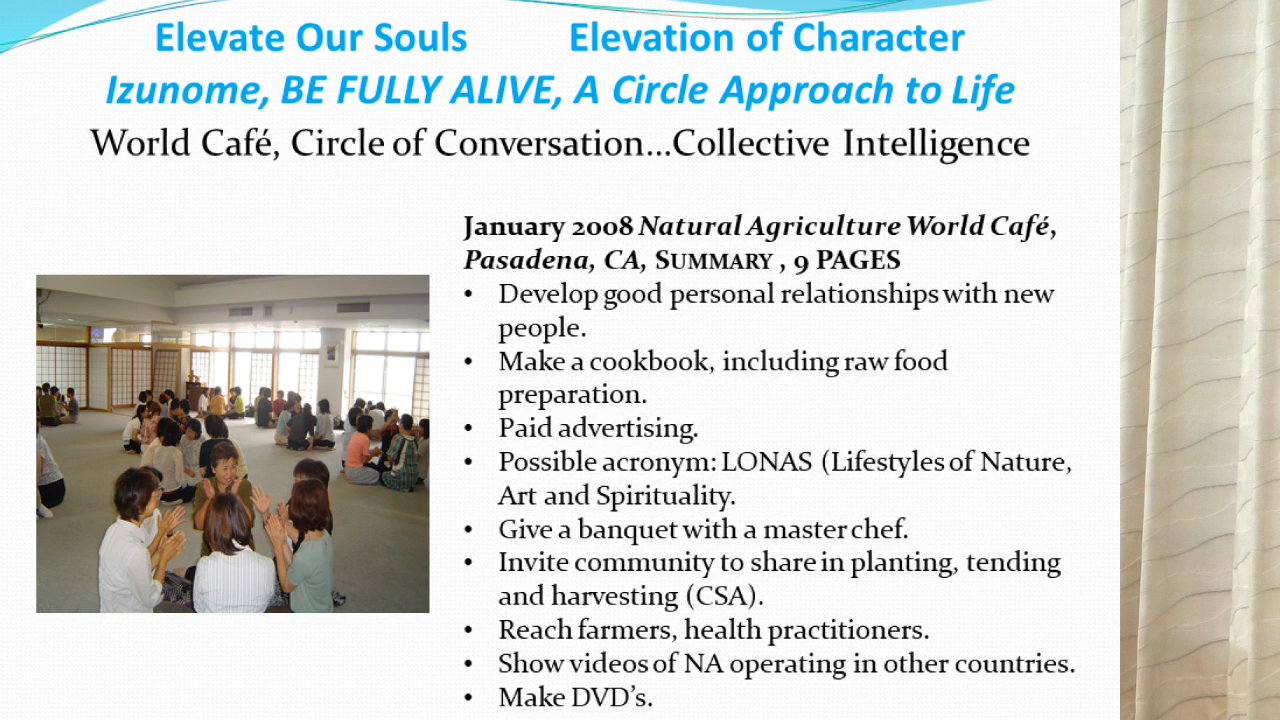 Elevate Our Souls Elevation of Character
Izunome, BE FULLY ALIVE, A Circle Approach to Life
World Café, Circle of Conversation...Collective Intelligence
January 2008 Natural Agriculture World Café,
Pasadena, CA, SUMMARY , 9 PAGES
• Develop good personal relationships with new
people.
• Make a cookbook, including raw food
preparation.
• Paid advertising.
• Possible acronym: LONAS (Lifestyles of Nature,
Art and Spirituality.
• Give a banquet with a master chef.
• Invite community to share in planting, tending
and harvesting (CSA).
• Reach farmers, health practitioners.
• Show videos of NA operating in other countries.
• Make DVD’s.